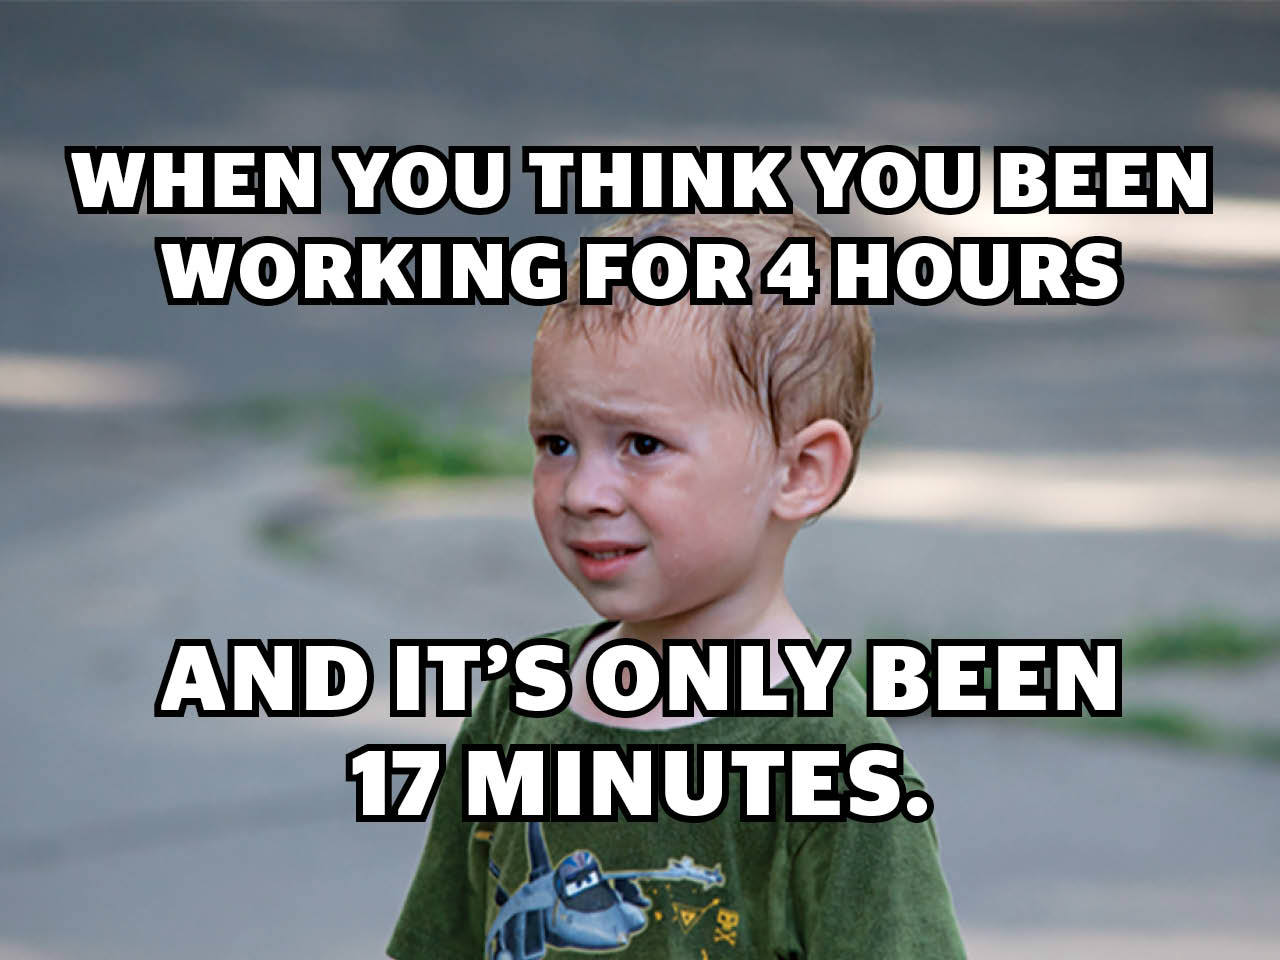 WHEN YOU THINK YOU BEEN
WORKING FOR 4 HOURS
AND IT’S ONLY BEEN
17 MINUTES.